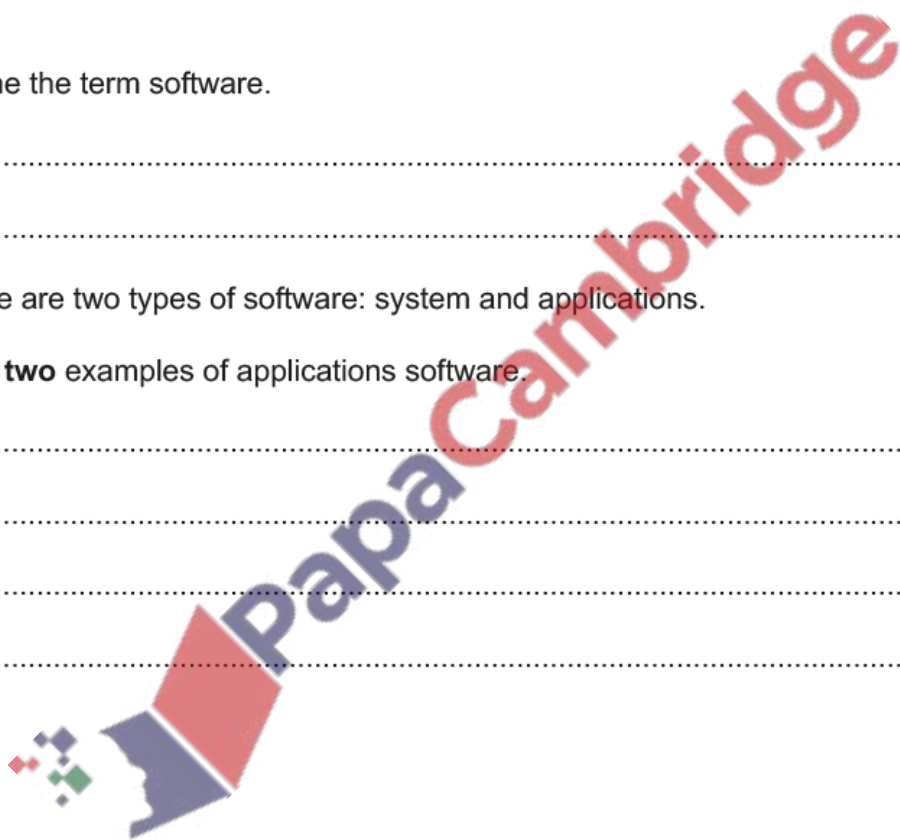 ne the term software.
e are two types of software: system and applications.
two examples of applications software.
PapaCambridge